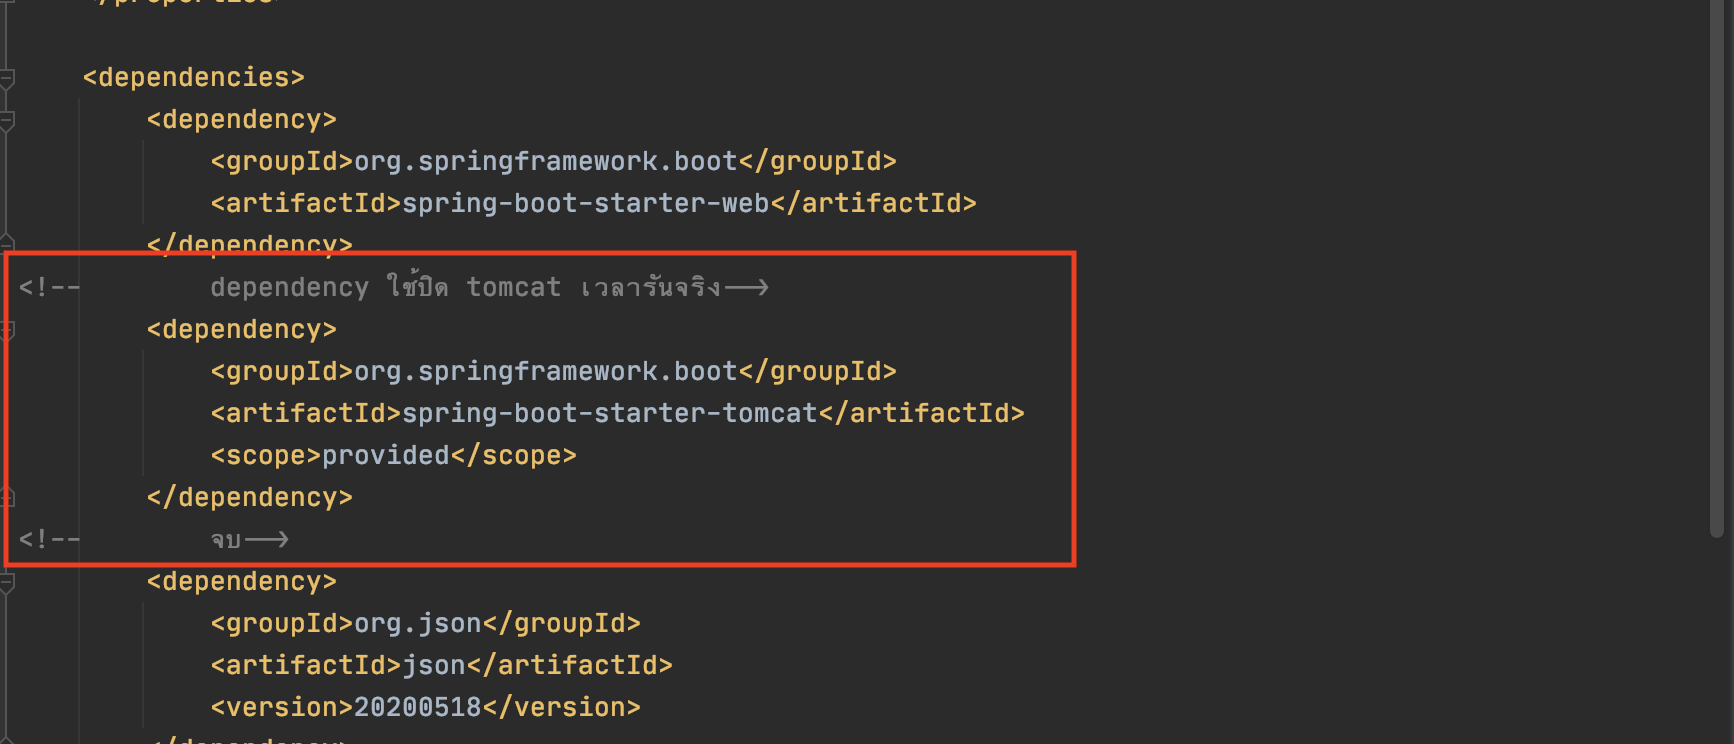 <dependencies>
<dependency>
<groupId>org.springframework.boot</groupId>
<artifactId>spring-boot-starter-web</artifactId>
</dependency>
<!-- dependency ใช้ปิด tomcat เวลารันจริง-->
<dependency>
<groupId>org.springframework.boot</groupId>
<artifactId>spring-boot-starter-tomcat</artifactId>
<scope>provided</scope>
</dependency>
<!-- จบ-->
<dependency>
<groupId>org.json</groupId>
<artifactId>json</artifactId>
<version>20200518</version>